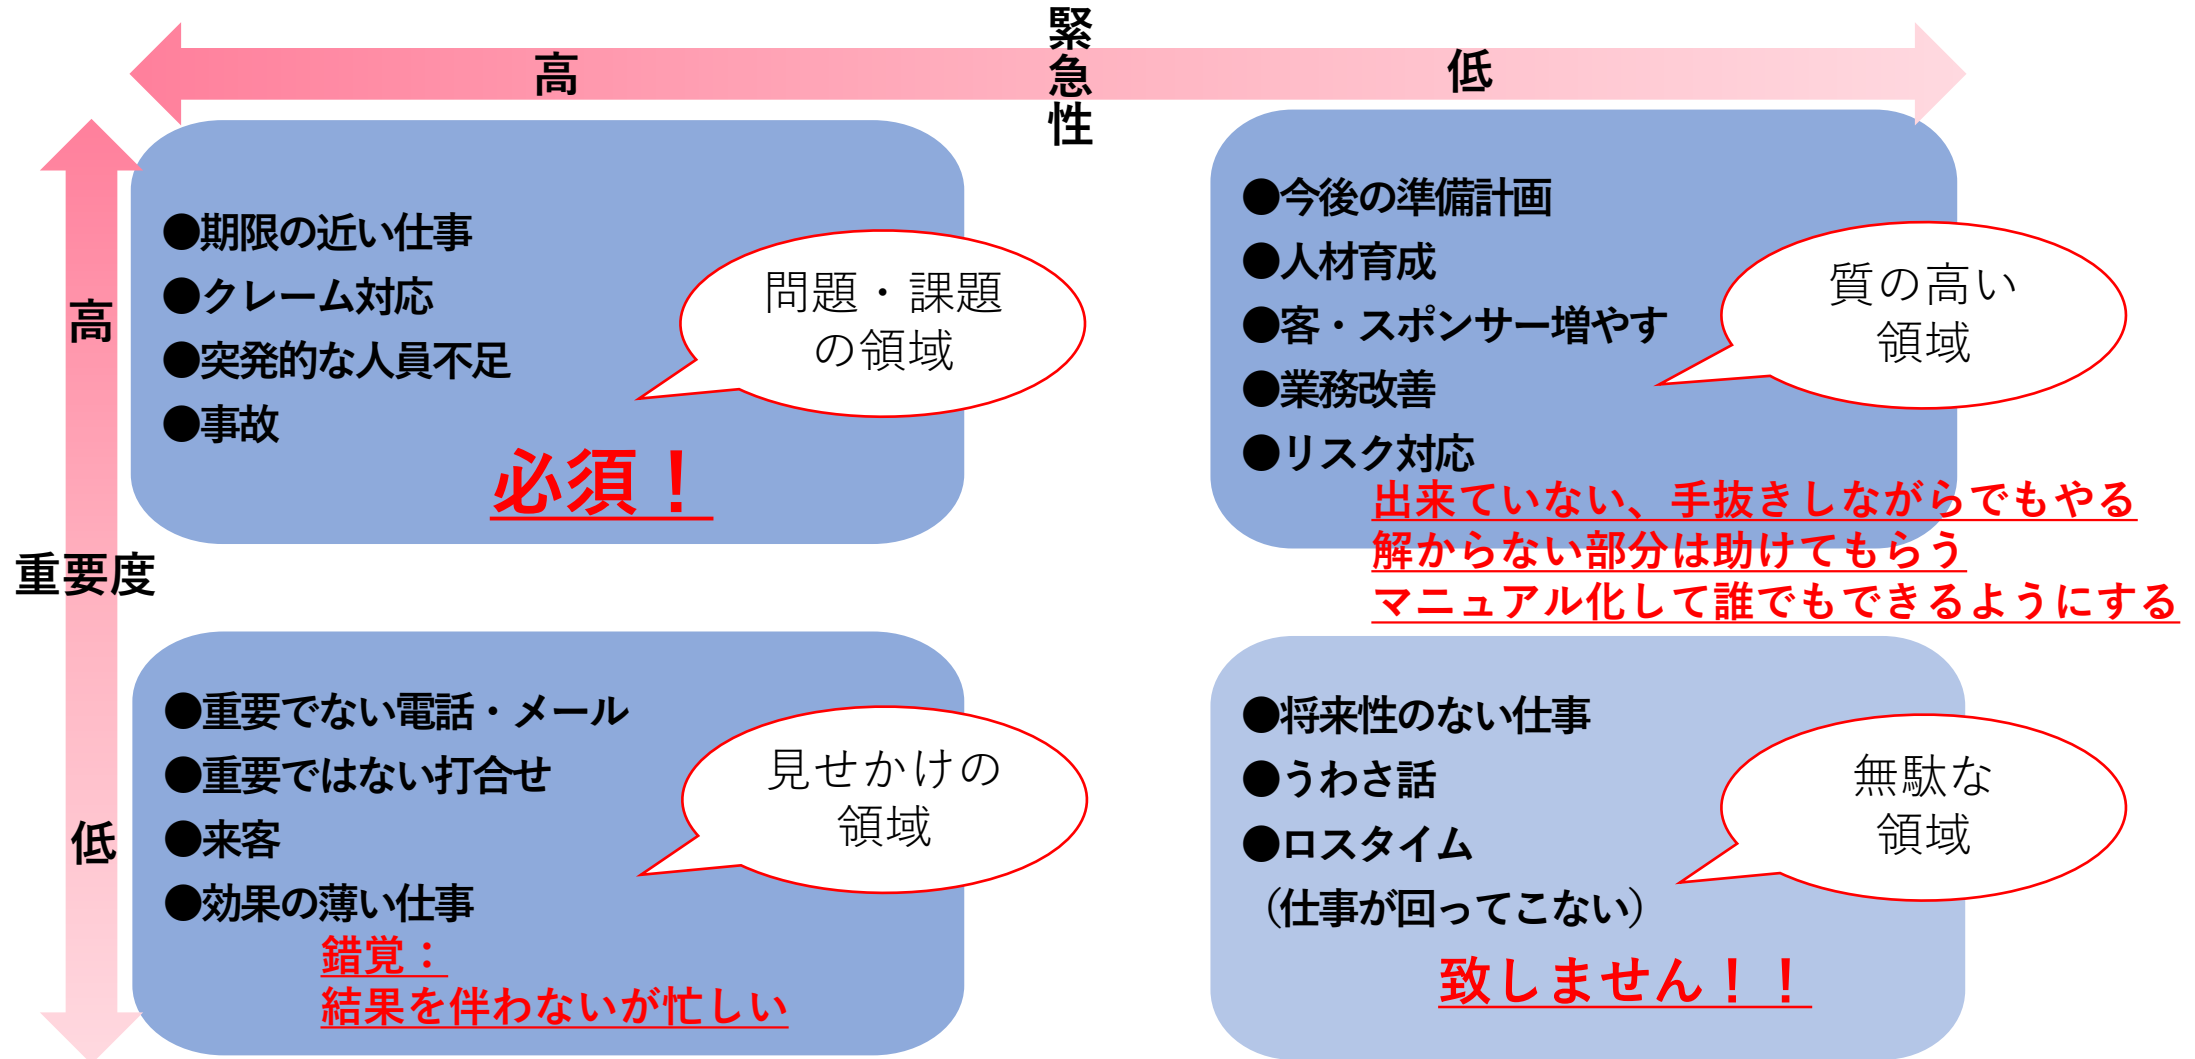 緊急性
高
低
重要度
高
低
●期限の近い仕事
●クレーム対応
●突発的な人員不足
●事故
問題・課題
の領域
必須！
●今後の準備計画
●人材育成
●客・スポンサー増やす
●業務改善
●リスク対応
質の高い
領域
出来ていない、手抜きしながらでもやる
解からない部分は助けてもらう
マニュアル化して誰でもできるようにする
●重要でない電話・メール
●重要ではない打合せ
●来客
●効果の薄い仕事
見せかけの
領域
錯覚：
結果を伴わないが忙しい
●将来性のない仕事
●うわさ話
●ロスタイム
（仕事が回ってこない）
無駄な
領域
致しません！！